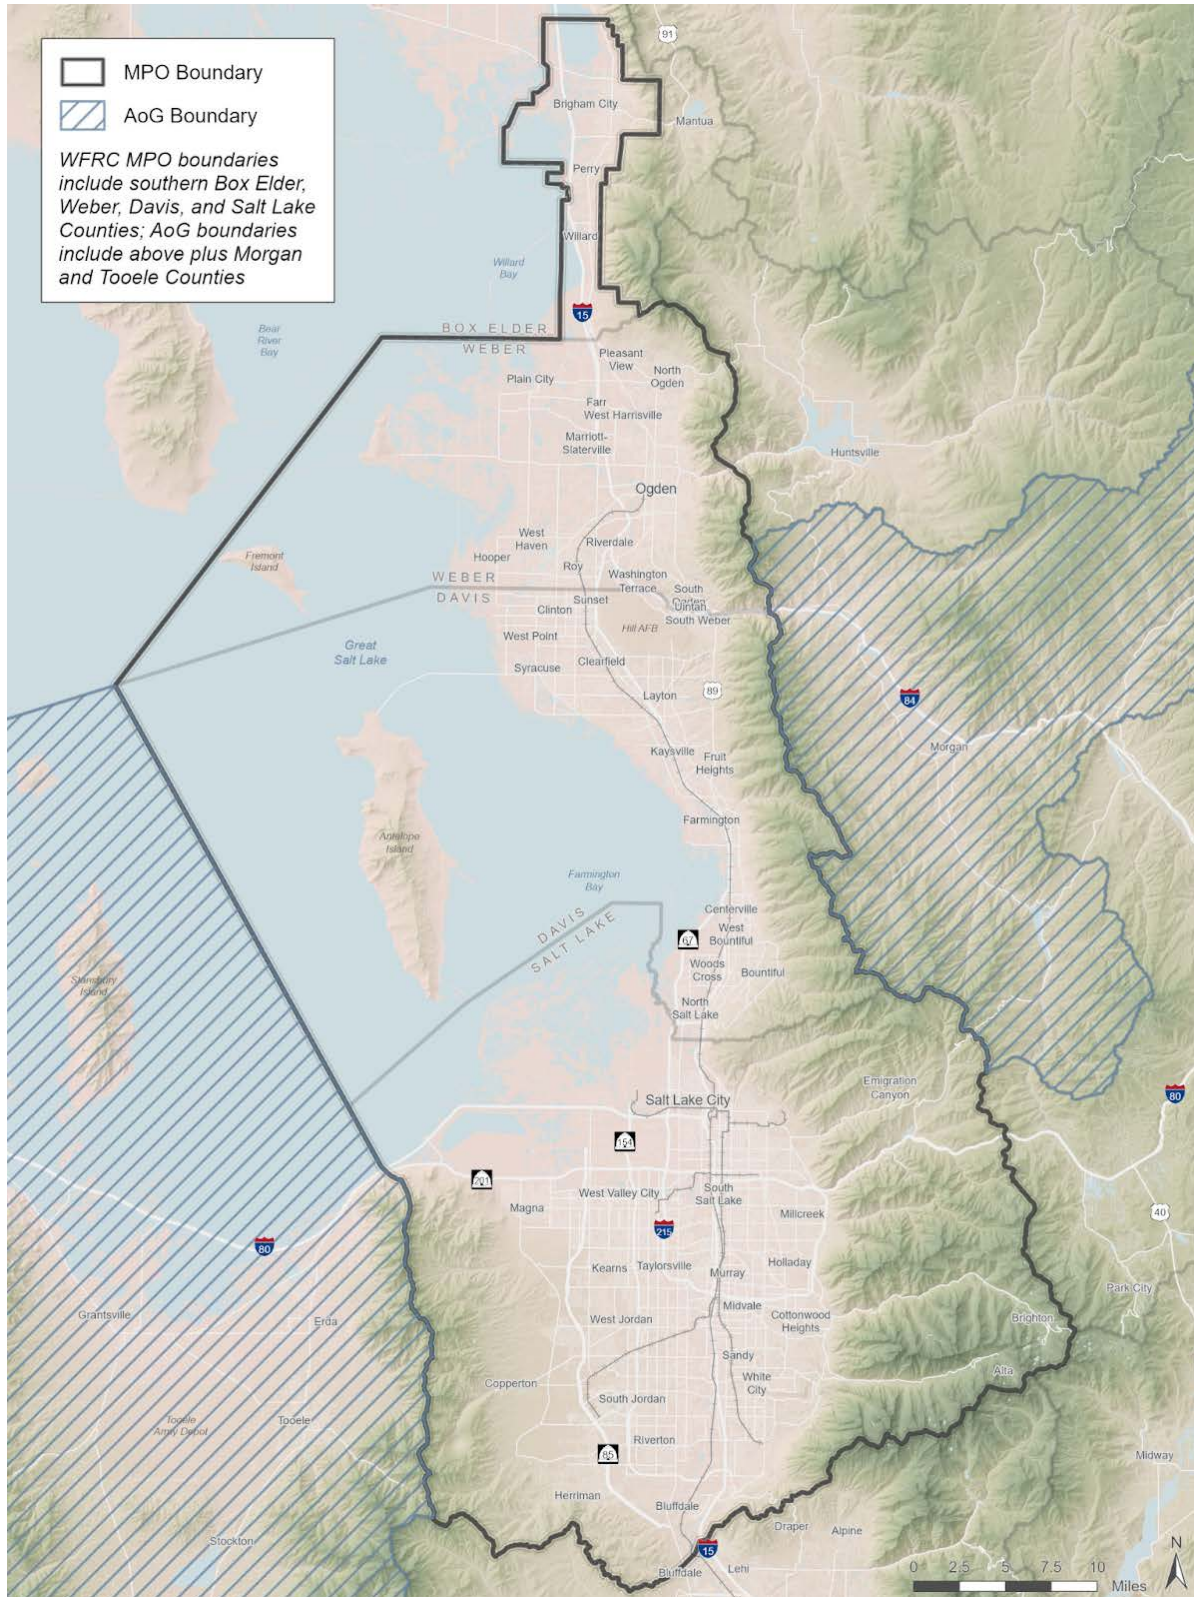 MPO Boundary
AoG Boundary
WFRC MPO boundaries
include southern Box Elder,
Weber, Davis, and Salt Lake
Counties; AoG boundaries
include above plus Morgan
and Tooele Counties
91
Brigham City
Mantua
Perry
Willard
Willard
Bay
15
Bear
River
Bay
BOX ELDER
WEBER
Pleasant
View
North
Ogden
Plain City
Farr
West Harrisville
Marriott-
Slaterville
Huntsville
Ogden
West
Haven
Riverdale
Hooper
Fremont
Island
Roy
WEBER
DAVIS
Washington
Terrace
South
Ogden
Uintah
Sunset
Clinton
South Weber
Hill AFB
West Point
Great
Salt Lake
Clearfield
Syracuse
Layton
89
84
Morgan
Kaysville
Fruit
Heights
Farmington
Antelope
Island
Farmington
Bay
DAVIS
SALT LAKE
Centerville
West
Bountiful
67
Woods
Cross
Bountiful
Stansbury
Island
North
Salt Lake
Emigration
Canyon
80
Salt Lake City
154
201
West Valley City
South
Salt Lake
Magna
Millcreek
40
215
80
Kearns
Taylorsville
Murray
Holladay
Park City
Grantsville
Erda
Midvale
West Jordan
Cottonwood
Heights
Brighton
Sandy
Alta
White
City
Copperton
South Jordan
Tooele
Army Depot
Tooele
Riverton
85
Midway
Herriman
Bluffdale
Draper
Alpine
Stockton
15
Bluffdale
Lehi
N
0 2.5 5 7.5 10
Miles